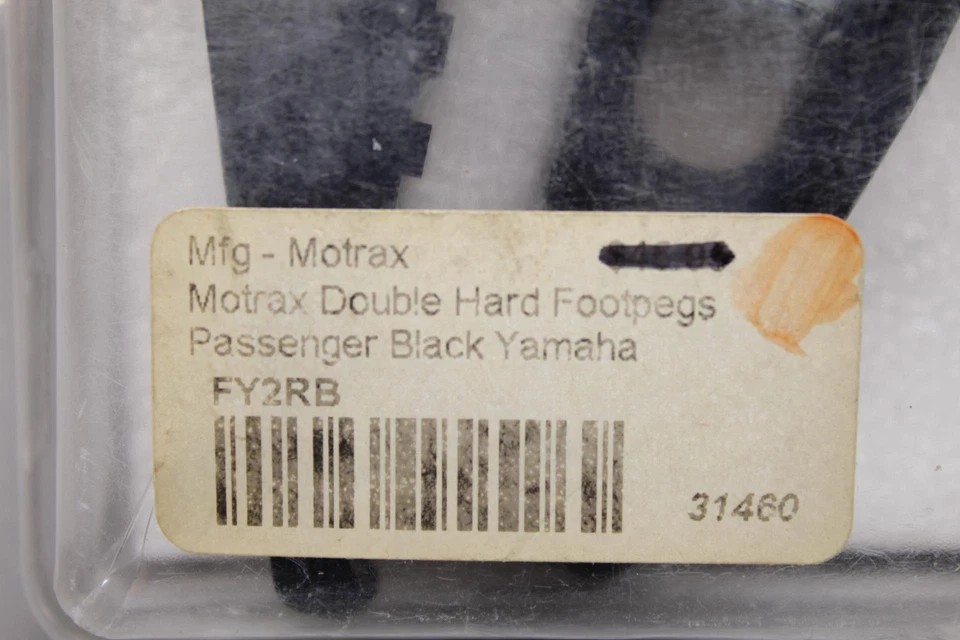 Mfg - Motrax
Motrax Double Hard Footpegs
Passenger Black Yamaha
FY2RB
31460